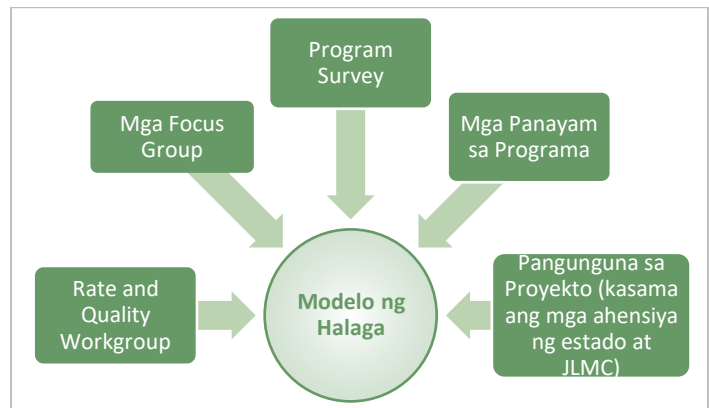 Program
Survey
Mga Focus
Group
Mga Panayam
sa Programa
Rate and
Quality
Workgroup
Modelo ng
Halaga
Pangunguna sa
Proyekto (kasama
ang mga ahensiya
ng estado at
JLMC)